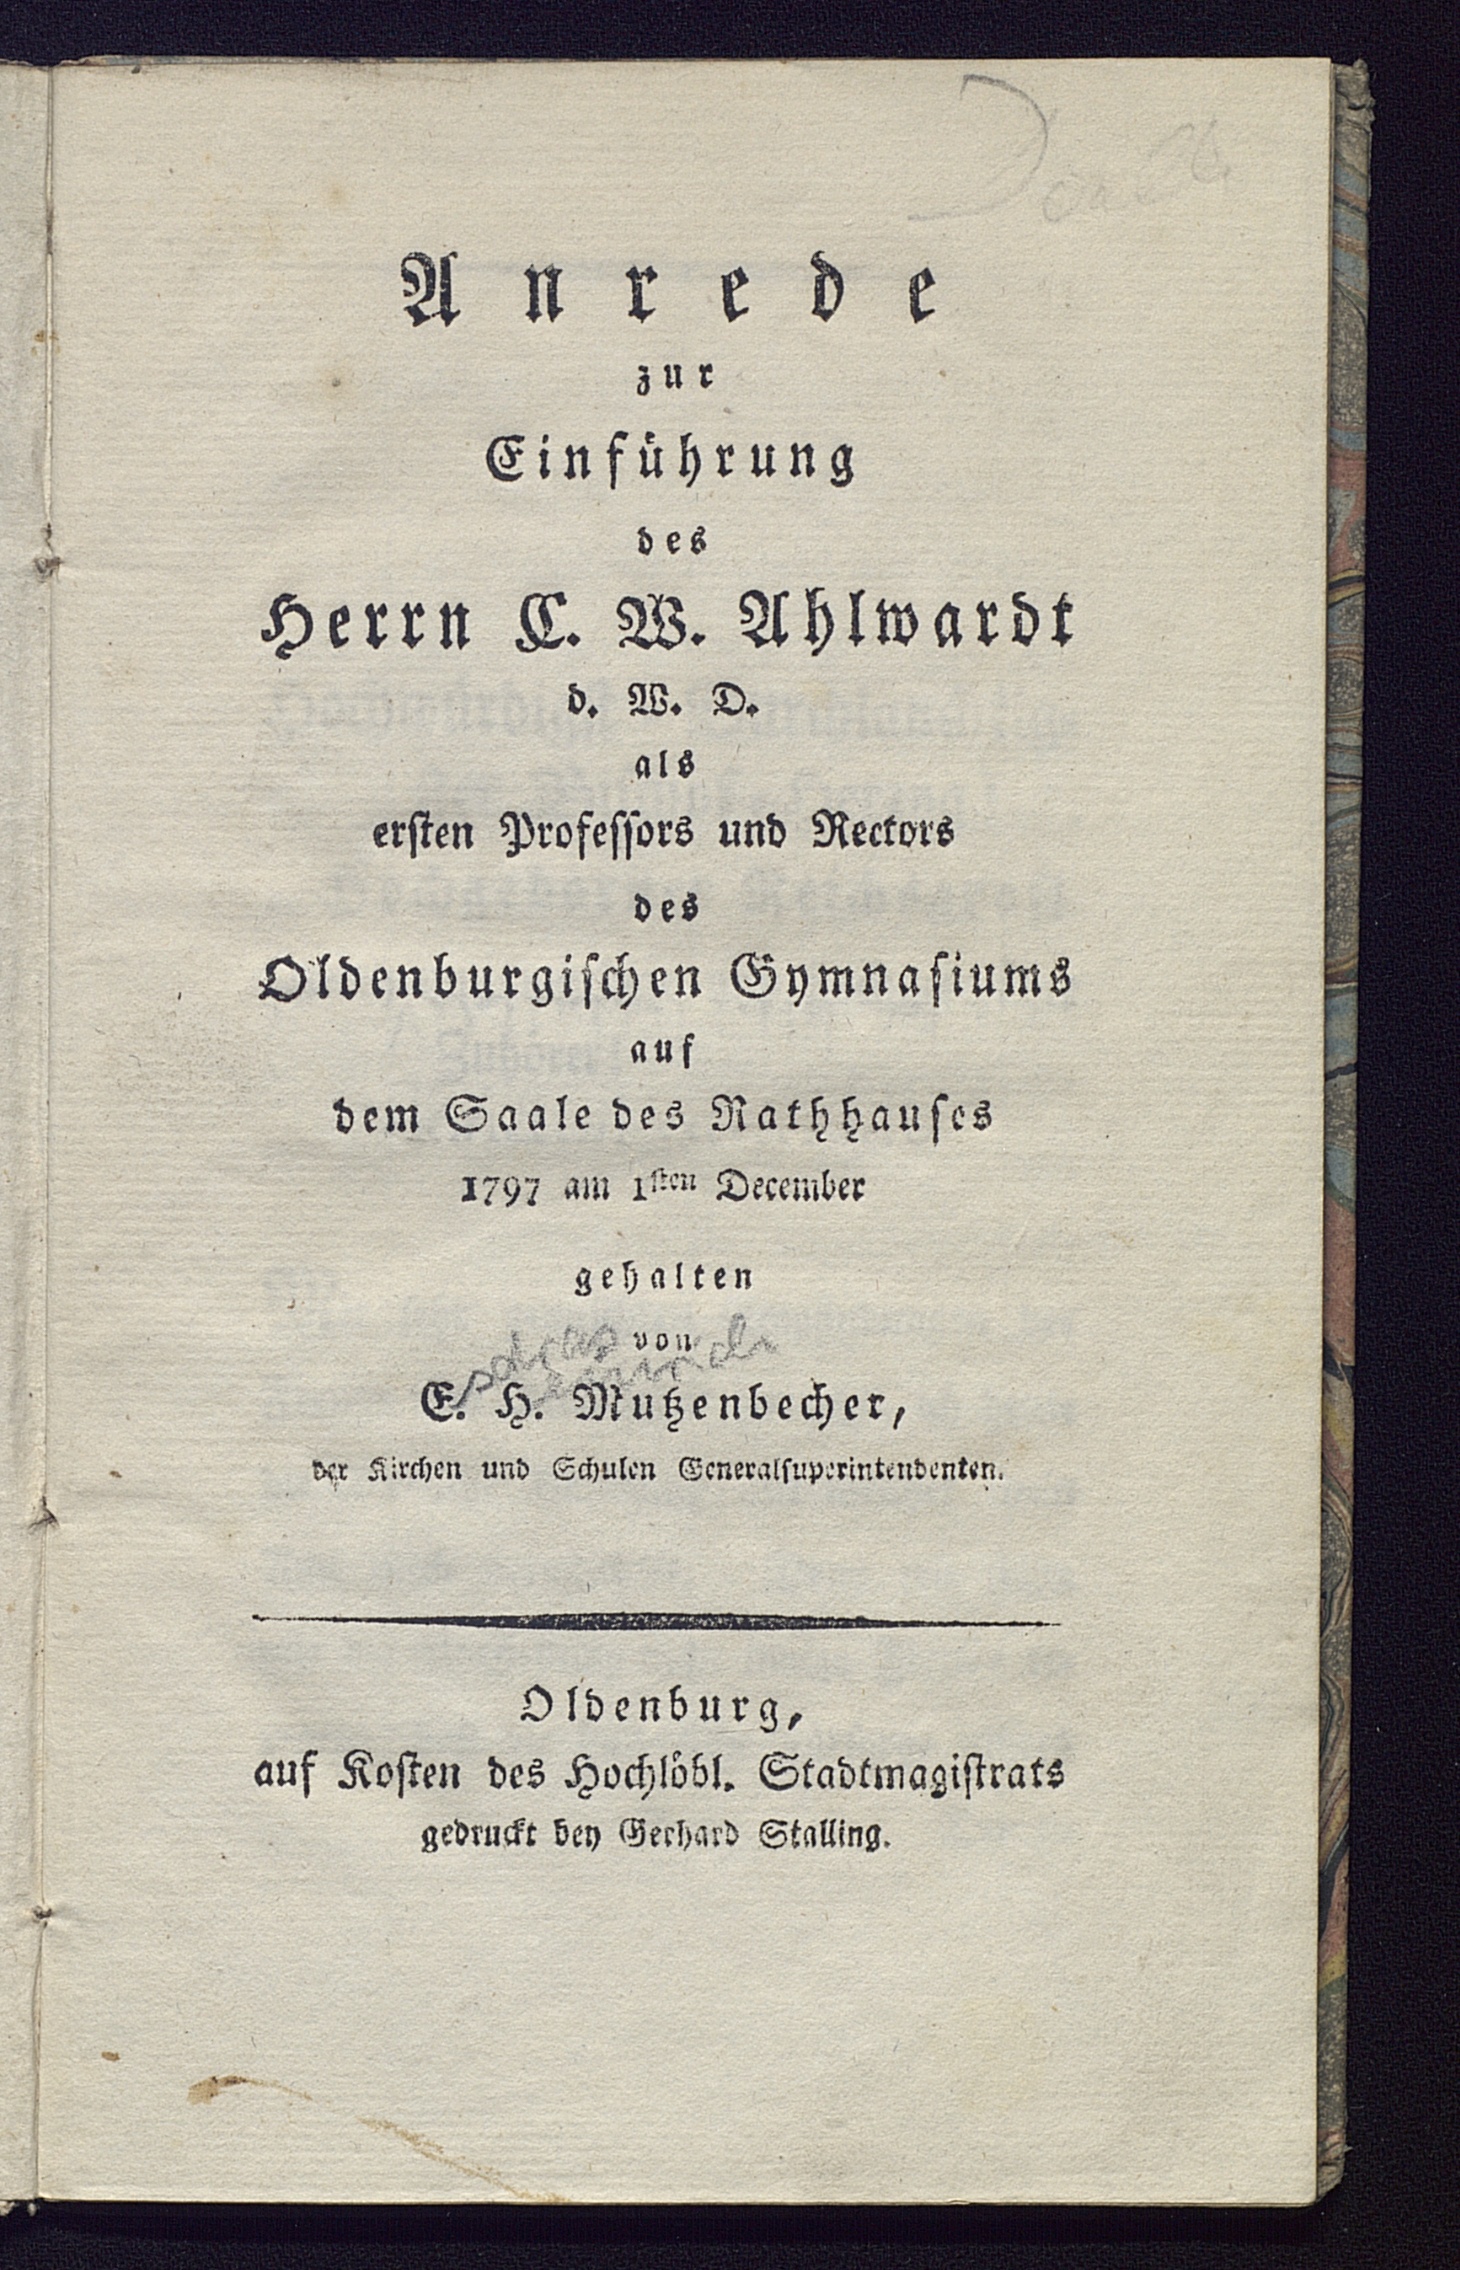 Anrede
zur
Einführung
des
Herrn C. W. Ahlwardt
d. W. D.
als
ersten Professors und Rectors
des
Oldenburgischen Gymnasiums
auf
dem Saale des Rathhauses
1797 am 1sten December
gehalten
von
E. H. Mutzenbecher,
der Kirchen und Schulen Generalsuperintendenten.
Oldenburg,
auf Kosten des Hochlöbl. Stadtmagistrats
gedruckt bey Gerhard Stalling.